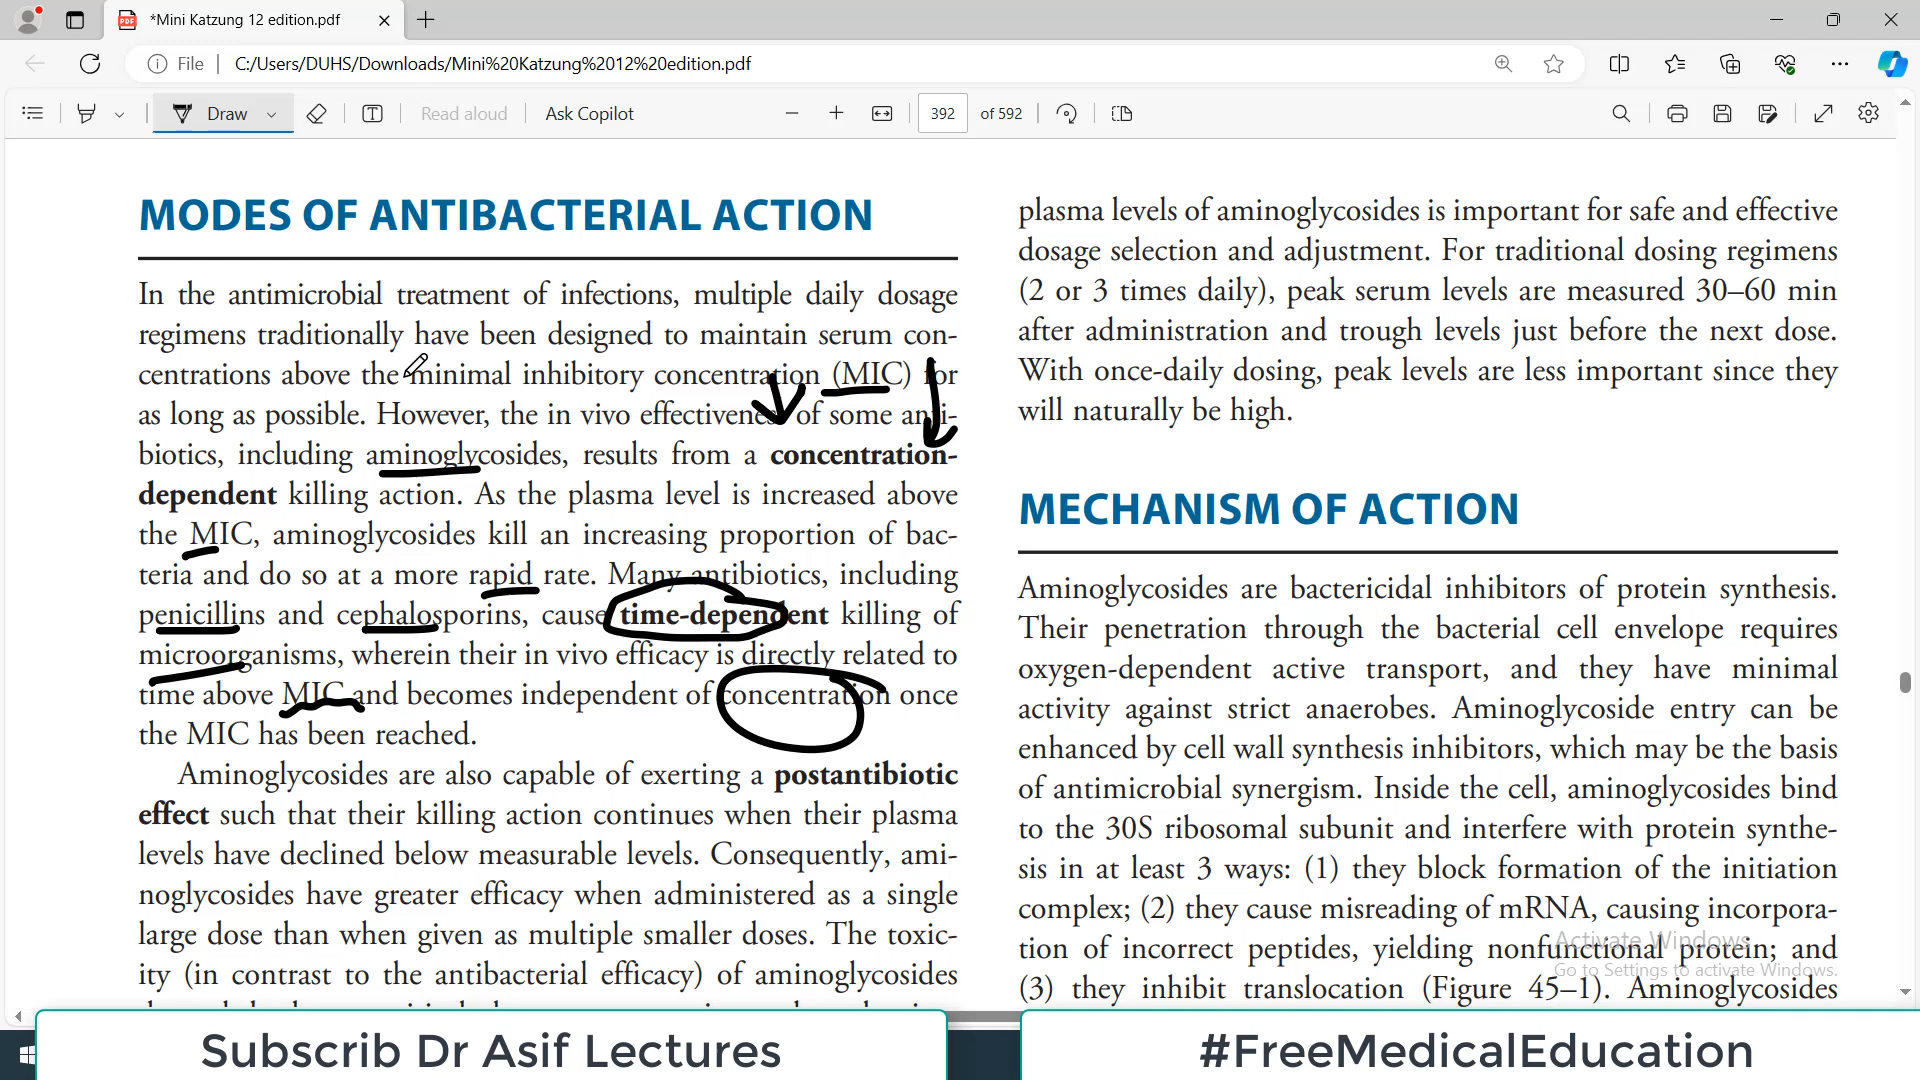 *Mini Katzung 12 edition.pdf
File
C:/Users/DUHS/Downloads/Mini%20Katzung%2012%20edition.pdf
Draw
Read aloud
Ask Copilot
392 of 592
MODES OF ANTIBACTERIAL ACTION
In the antimicrobial treatment of infections, multiple daily dosage
regimens traditionally have been designed to maintain serum con-
centrations above the minimal inhibitory concentration (MIC) for
as long as possible. However, the in vivo effectiveness of some anti-
biotics, including aminoglycosides, results from a concentration-
dependent killing action. As the plasma level is increased above
the MIC, aminoglycosides kill an increasing proportion of bac-
teria and do so at a more rapid rate. Many antibiotics, including
penicillins and cephalosporins, cause time-dependent killing of
microorganisms, wherein their in vivo efficacy is directly related to
time above MIC and becomes independent of concentration once
the MIC has been reached.
Aminoglycosides are also capable of exerting a postantibiotic
effect such that their killing action continues when their plasma
levels have declined below measurable levels. Consequently, ami-
noglycosides have greater efficacy when administered as a single
large dose than when given as multiple smaller doses. The toxic-
ity (in contrast to the antibacterial efficacy) of aminoglycosides
plasma levels of aminoglycosides is important for safe and effective
dosage selection and adjustment. For traditional dosing regimens
(2 or 3 times daily), peak serum levels are measured 30–60 min
after administration and trough levels just before the next dose.
With once-daily dosing, peak levels are less important since they
will naturally be high.
MECHANISM OF ACTION
Aminoglycosides are bactericidal inhibitors of protein synthesis.
Their penetration through the bacterial cell envelope requires
oxygen-dependent active transport, and they have minimal
activity against strict anaerobes. Aminoglycoside entry can be
enhanced by cell wall synthesis inhibitors, which may be the basis
of antimicrobial synergism. Inside the cell, aminoglycosides bind
to the 30S ribosomal subunit and interfere with protein synthe-
sis in at least 3 ways: (1) they block formation of the initiation
complex; (2) they cause misreading of mRNA, causing incorpora-
tion of incorrect peptides, yielding nonfunctional protein; and
(3) they inhibit translocation (Figure 45–1). Aminoglycosides
Activate Windows
Go to Settings to activate Windows.
Subscrib Dr Asif Lectures
#FreeMedicalEducation